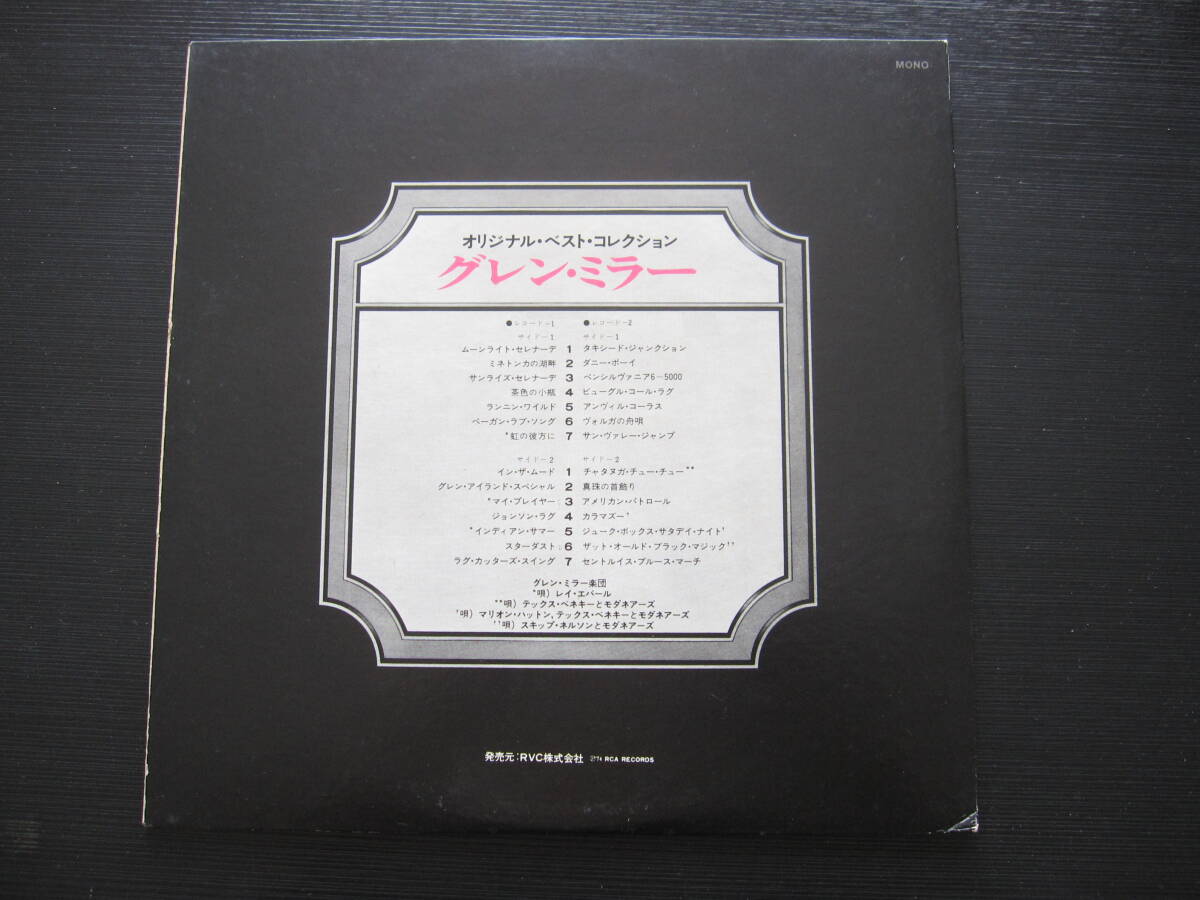 MONO
オリジナル・ベスト・コレクション
グレン・ミラー
●レコードー1
サイドー1
ムーンライト・セレナーデ 1
ミネトンカの湖畔 2
サンライズ・セレナーデ 3
茶色の小瓶 4
ランニン・ワイルド 5
ペーガン・ラブ・ソング 6
*虹の彼方に 7
サイドー2
イン・ザ・ムード 1
グレン・アイランド・スペシャル 2
*マイ・プレイヤー 3
ジョンソン・ラグ 4
*インディアン・サマー 5
スターダスト 6
ラグ・カッターズ・スイング 7
●レコードー2
サイドー1
タキシード・ジャンクション
ダニー・ボーイ
ペンシルヴァニア6-5000
ビューグル・コール・ラグ
アンヴィル・コーラス
ヴォルガの舟唄
サン・ヴァレー・ジャンプ
サイドー2
チャタヌガ・チュー・チュー**
真珠の首飾り
アメリカン・パトロール
カラマズー†
ジューク・ボックス・サタデイ・ナイト†
ザット・オールド・ブラック・マジック††
セントルイス・ブルース・マーチ
グレン・ミラー楽団
*唄) レイ・エバール
**唄) テックス・ベネキーとモダネアーズ
†唄) マリオン・ハットン,テックス・ベネキーとモダネアーズ
††唄) スキップ・ネルソンとモダネアーズ
発売元:RVC株式会社 RCA RECORDS